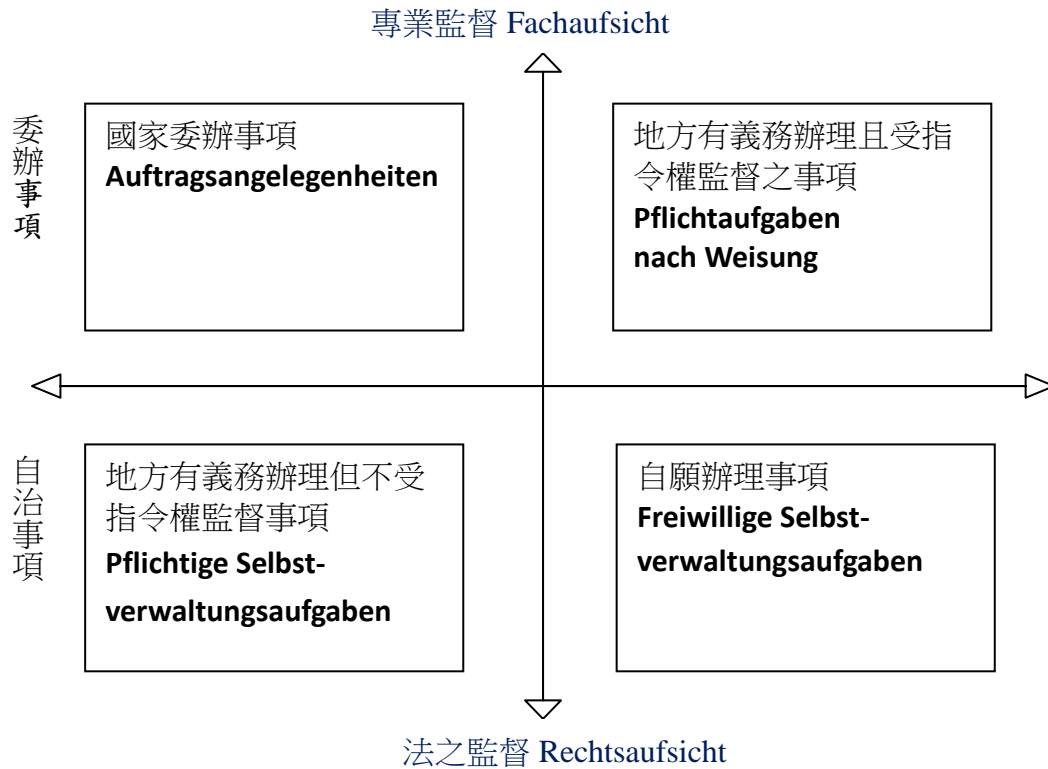 專業監督 Fachaufsicht
委辦事項
國家委辦事項
Auftragsangelegenheiten
地方有義務辦理且受指
令權監督之事項
Pflichtaufgaben
nach Weisung
自治事項
地方有義務辦理但不受
指令權監督事項
Pflichtige Selbst-
verwaltungsaufgaben
自願辦理事項
Freiwillige Selbst-
verwaltungsaufgaben
法之監督 Rechtsaufsicht